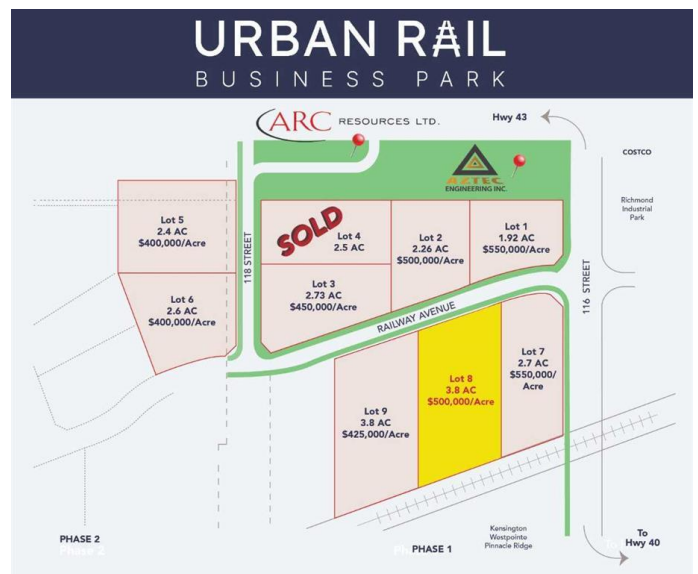 URBAN RAIL
BUSINESS PARK
ARC RESOURCES LTD.
Hwy 43
AZTEC
ENGINEERING INC.
COSTCO
Richmond
Industrial
Park
Lot 5
2.4 AC
$400,000/Acre
118 STREET
SOLD
Lot 4
2.5 AC
Lot 2
2.26 AC
$500,000/Acre
Lot 1
1.92 AC
$550,000/Acre
Lot 6
2.6 AC
$400,000/Acre
Lot 3
2.73 AC
$450,000/Acre
116 STREET
RAILWAY AVENUE
Lot 7
2.7 AC
$550,000/
Acre
Lot 8
3.8 AC
$500,000/Acre
Lot 9
3.8 AC
$425,000/Acre
PHASE 2
Phase 2
PHASE 1
Kensington
Westpointe
Pinnacle Ridge
To
Hwy 40